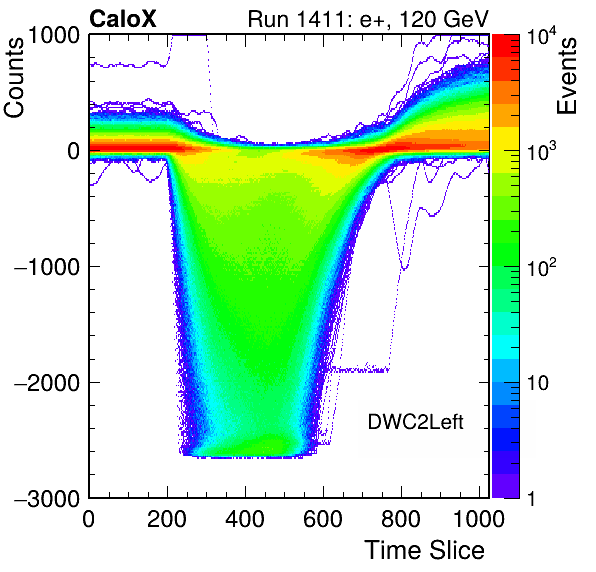 CaloX Run 1411: e+, 120 GeV
Counts
Events
1000
0
−1000
−2000
−3000
0 200 400 600 800 1000
Time Slice
DWC2Left
10⁴
10³
10²
10
1